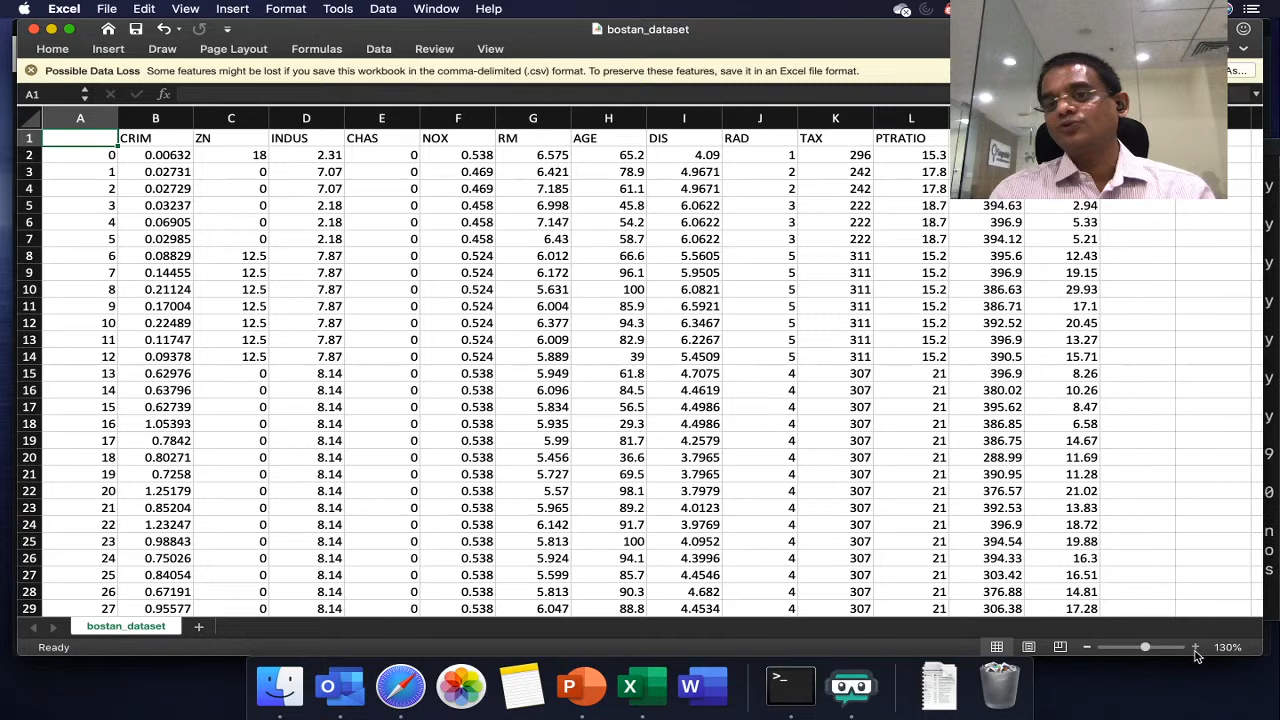 Excel File Edit View Insert Format Tools Data Window Help
bostan_dataset
Home Insert Draw Page Layout Formulas Data Review View
Possible Data Loss Some features might be lost if you save this workbook in the comma-delimited (.csv) format. To preserve these features, save it in an Excel file format. As...
A1 fx
A B C D E F G H I J K L
1 CRIM ZN INDUS CHAS NOX RM AGE DIS RAD TAX PTRATIO
2 0 0.00632 18 2.31 0 0.538 6.575 65.2 4.09 1 296 15.3
3 1 0.02731 0 7.07 0 0.469 6.421 78.9 4.9671 2 242 17.8
4 2 0.02729 0 7.07 0 0.469 7.185 61.1 4.9671 2 242 17.8
5 3 0.03237 0 2.18 0 0.458 6.998 45.8 6.0622 3 222 18.7 394.63 2.94
6 4 0.06905 0 2.18 0 0.458 7.147 54.2 6.0622 3 222 18.7 396.9 5.33
7 5 0.02985 0 2.18 0 0.458 6.43 58.7 6.0622 3 222 18.7 394.12 5.21
8 6 0.08829 12.5 7.87 0 0.524 6.012 66.6 5.5605 5 311 15.2 395.6 12.43
9 7 0.14455 12.5 7.87 0 0.524 6.172 96.1 5.9505 5 311 15.2 396.9 19.15
10 8 0.21124 12.5 7.87 0 0.524 5.631 100 6.0821 5 311 15.2 386.63 29.93
11 9 0.17004 12.5 7.87 0 0.524 6.004 85.9 6.5921 5 311 15.2 386.71 17.1
12 10 0.22489 12.5 7.87 0 0.524 6.377 94.3 6.3467 5 311 15.2 392.52 20.45
13 11 0.11747 12.5 7.87 0 0.524 6.009 82.9 6.2267 5 311 15.2 396.9 13.27
14 12 0.09378 12.5 7.87 0 0.524 5.889 39 5.4509 5 311 15.2 390.5 15.71
15 13 0.62976 0 8.14 0 0.538 5.949 61.8 4.7075 4 307 21 396.9 8.26
16 14 0.63796 0 8.14 0 0.538 6.096 84.5 4.4619 4 307 21 380.02 10.26
17 15 0.62739 0 8.14 0 0.538 5.834 56.5 4.4986 4 307 21 395.62 8.47
18 16 1.05393 0 8.14 0 0.538 5.935 29.3 4.4986 4 307 21 386.85 6.58
19 17 0.7842 0 8.14 0 0.538 5.99 81.7 4.2579 4 307 21 386.75 14.67
20 18 0.80271 0 8.14 0 0.538 5.456 36.6 3.7965 4 307 21 288.99 11.69
21 19 0.7258 0 8.14 0 0.538 5.727 69.5 3.7965 4 307 21 390.95 11.28
22 20 1.25179 0 8.14 0 0.538 5.57 98.1 3.7979 4 307 21 376.57 21.02
23 21 0.85204 0 8.14 0 0.538 5.965 89.2 4.0123 4 307 21 392.53 13.83
24 22 1.23247 0 8.14 0 0.538 6.142 91.7 3.9769 4 307 21 396.9 18.72
25 23 0.98843 0 8.14 0 0.538 5.813 100 4.0952 4 307 21 394.54 19.88
26 24 0.75026 0 8.14 0 0.538 5.924 94.1 4.3996 4 307 21 394.33 16.3
27 25 0.84054 0 8.14 0 0.538 5.599 85.7 4.4546 4 307 21 303.42 16.51
28 26 0.67191 0 8.14 0 0.538 5.813 90.3 4.682 4 307 21 376.88 14.81
29 27 0.95577 0 8.14 0 0.538 6.047 88.8 4.4534 4 307 21 306.38 17.28
bostan_dataset
Ready 130%